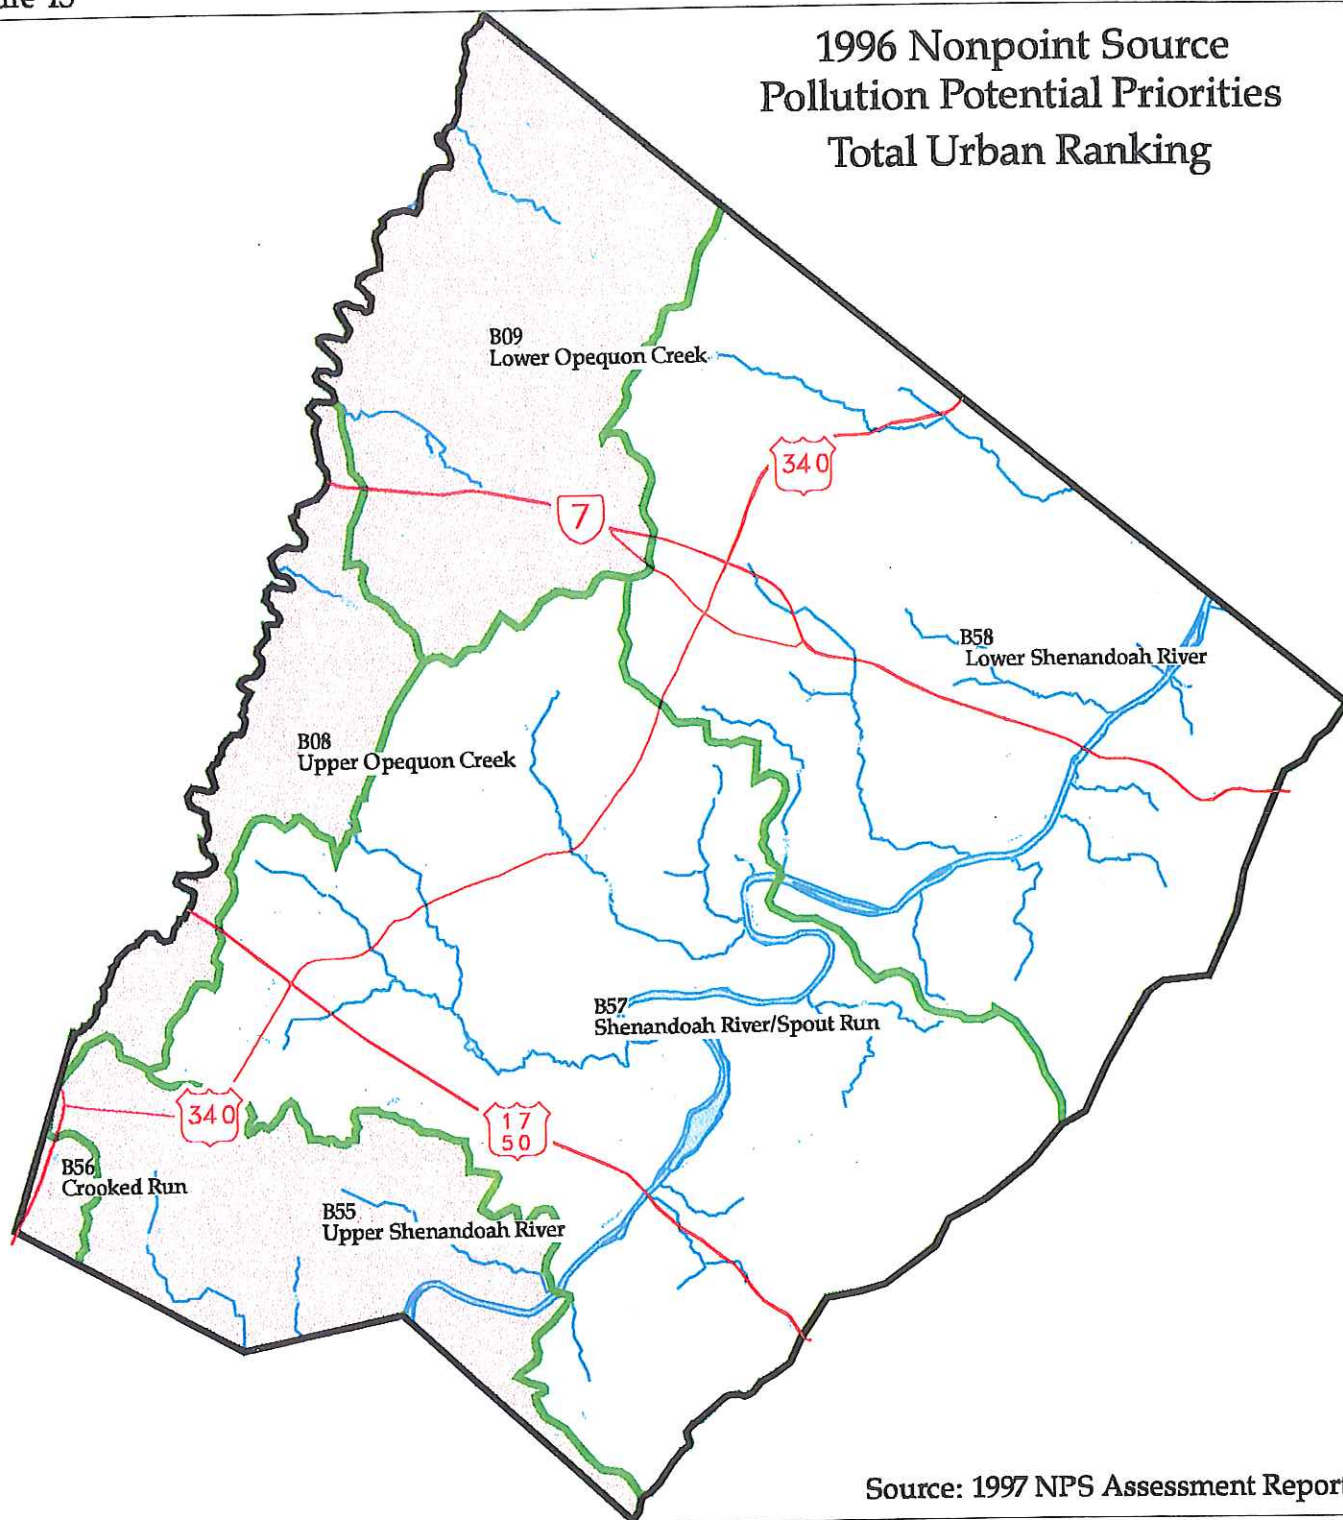 1996 Nonpoint Source
Pollution Potential Priorities
Total Urban Ranking
B09
Lower Opequon Creek
340
7
B58
Lower Shenandoah River
B08
Upper Opequon Creek
B57
Shenandoah River/Spout Run
340
17
50
B56
Crooked Run
B55
Upper Shenandoah River
Source: 1997 NPS Assessment Report